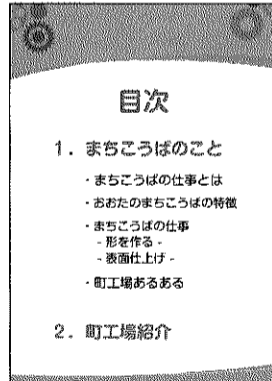 目次
1．まちこうばのこと
・まちこうばの仕事とは
・おおたのまちこうばの特徴
・まちこうばの仕事
- 形を作る -
- 表面仕上げ -
・町工場あるある
2．町工場紹介